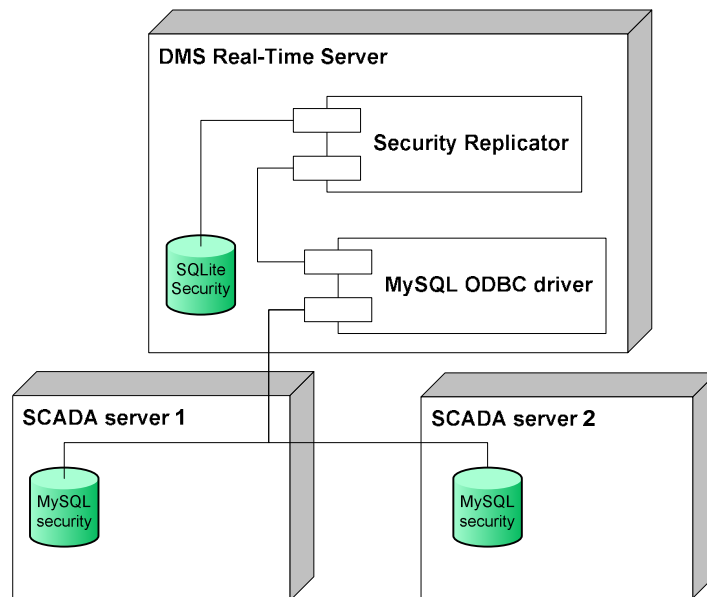 DMS Real-Time Server
Security Replicator
SQLite
Security
MySQL ODBC driver
SCADA server 1
SCADA server 2
MySQL
security
MySQL
security